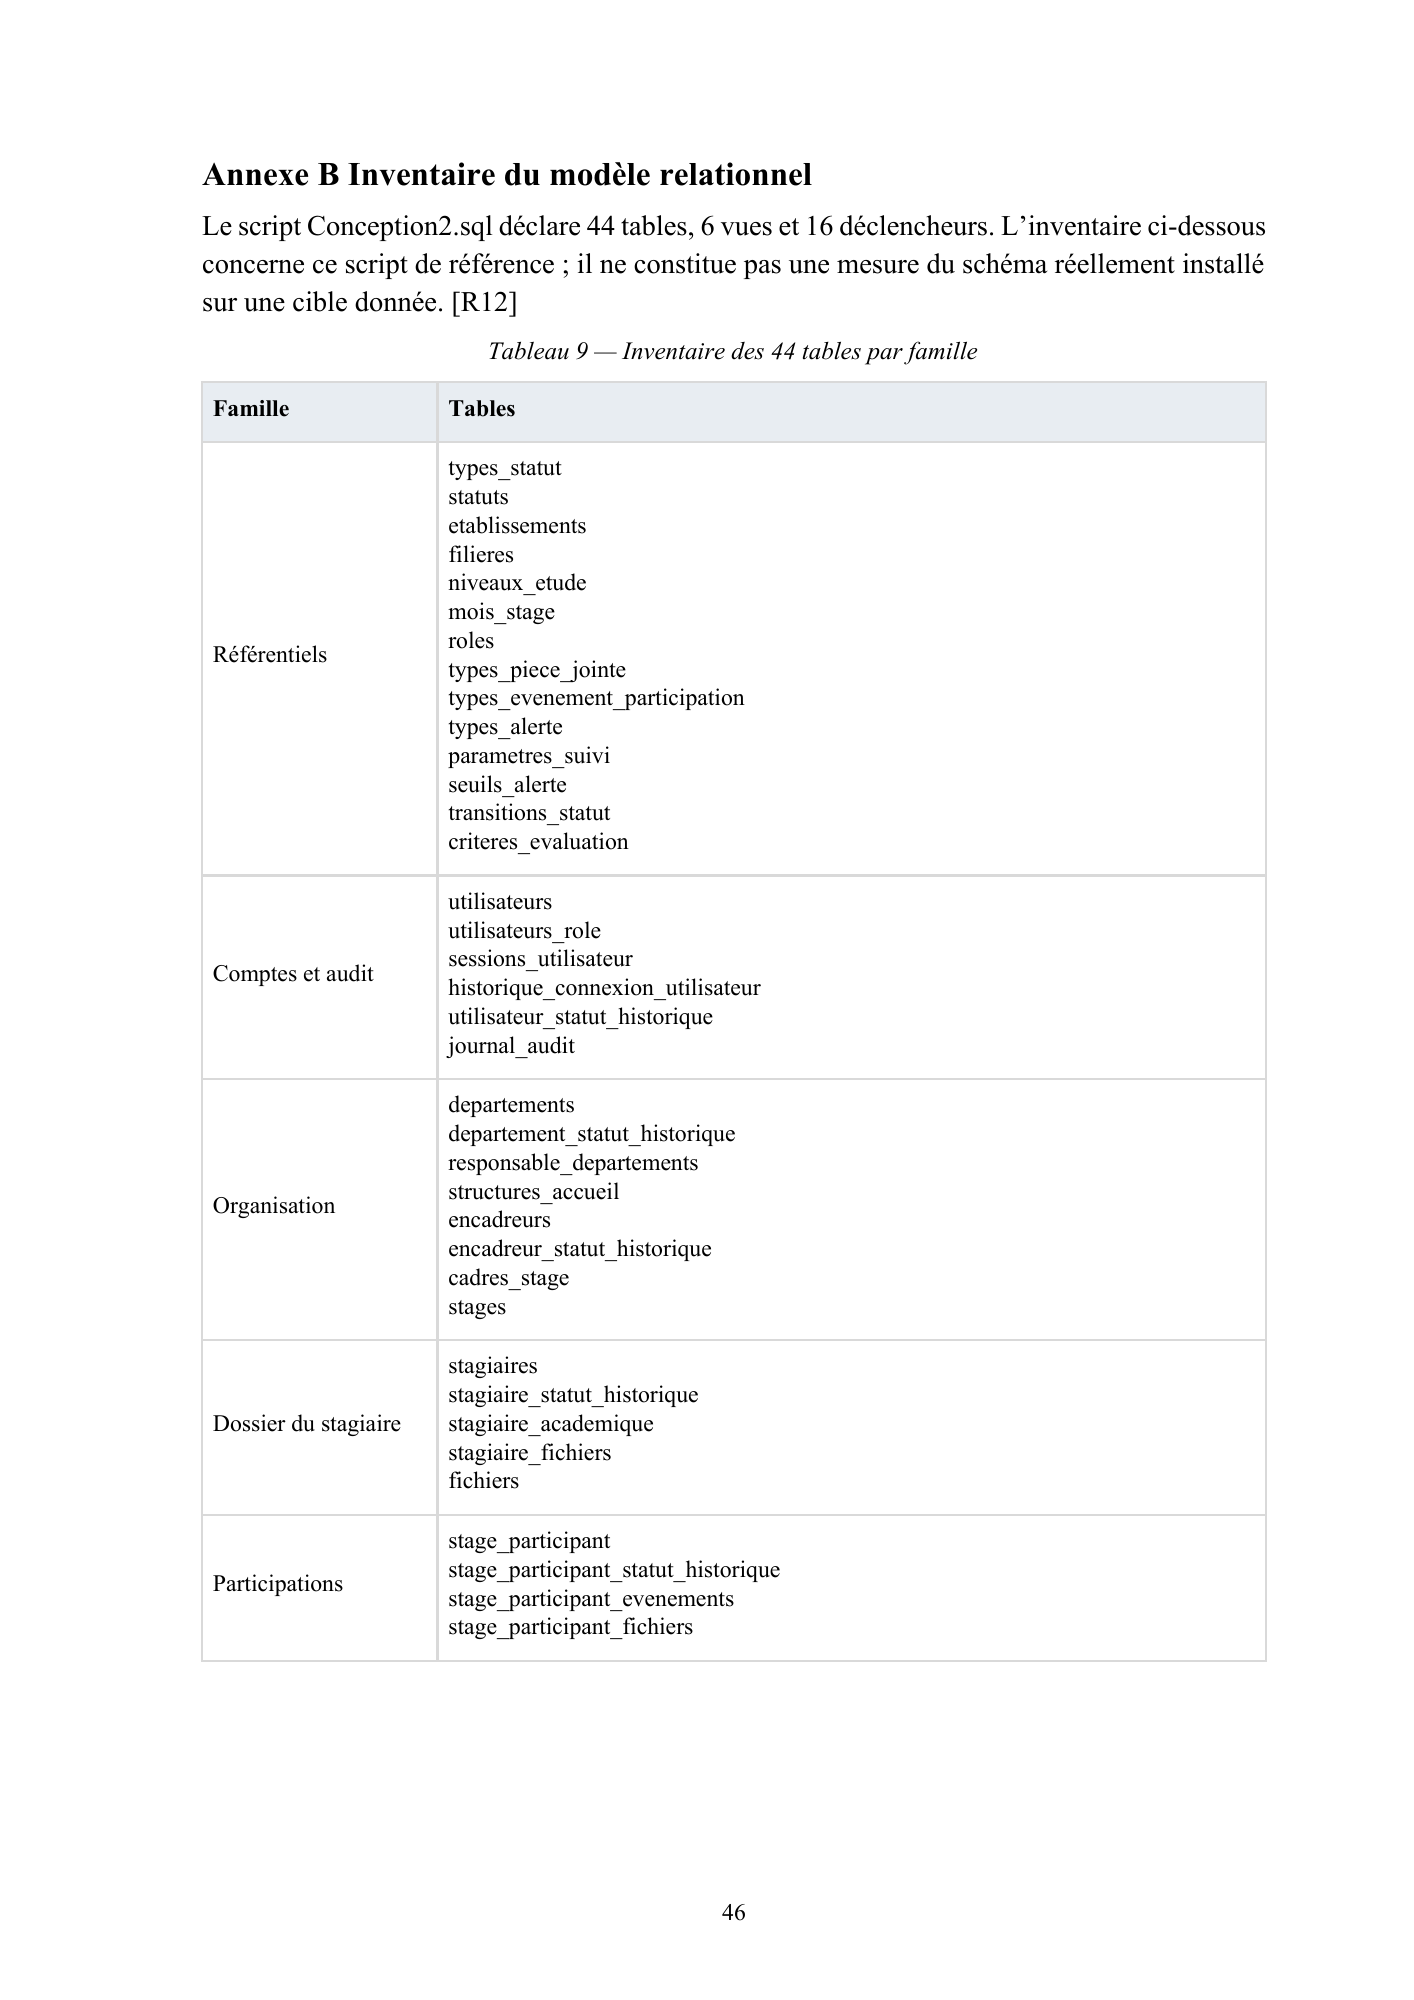 Annexe B Inventaire du modèle relationnel
Le script Conception2.sql déclare 44 tables, 6 vues et 16 déclencheurs. L’inventaire ci-dessous
concerne ce script de référence ; il ne constitue pas une mesure du schéma réellement installé
sur une cible donnée. [R12]
Tableau 9 — Inventaire des 44 tables par famille
Famille Tables
Référentiels
types_statut
statuts
etablissements
filieres
niveaux_etude
mois_stage
roles
types_piece_jointe
types_evenement_participation
types_alerte
parametres_suivi
seuils_alerte
transitions_statut
criteres_evaluation
Comptes et audit
utilisateurs
utilisateurs_role
sessions_utilisateur
historique_connexion_utilisateur
utilisateur_statut_historique
journal_audit
Organisation
departements
departement_statut_historique
responsable_departements
structures_accueil
encadreurs
encadreur_statut_historique
cadres_stage
stages
Dossier du stagiaire
stagiaires
stagiaire_statut_historique
stagiaire_academique
stagiaire_fichiers
fichiers
Participations
stage_participant
stage_participant_statut_historique
stage_participant_evenements
stage_participant_fichiers
46